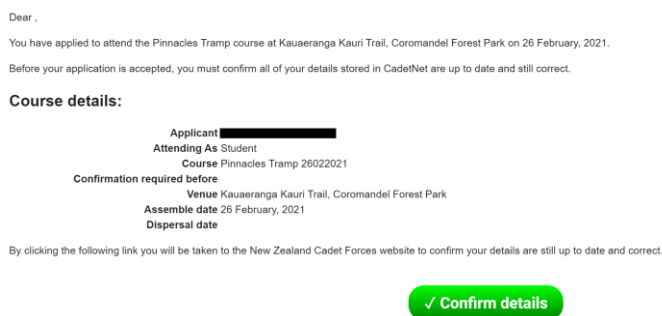 Dear ,
You have applied to attend the Pinnacles Tramp course at Kauaeranga Kauri Trail, Coromandel Forest Park on 26 February, 2021.
Before your application is accepted, you must confirm all of your details stored in CadetNet are up to date and still correct.
Course details:
Applicant
Attending As Student
Course Pinnacles Tramp 26022021
Confirmation required before
Venue Kauaeranga Kauri Trail, Coromandel Forest Park
Assemble date 26 February, 2021
Dispersal date
By clicking the following link you will be taken to the New Zealand Cadet Forces website to confirm your details are still up to date and correct.
✓ Confirm details